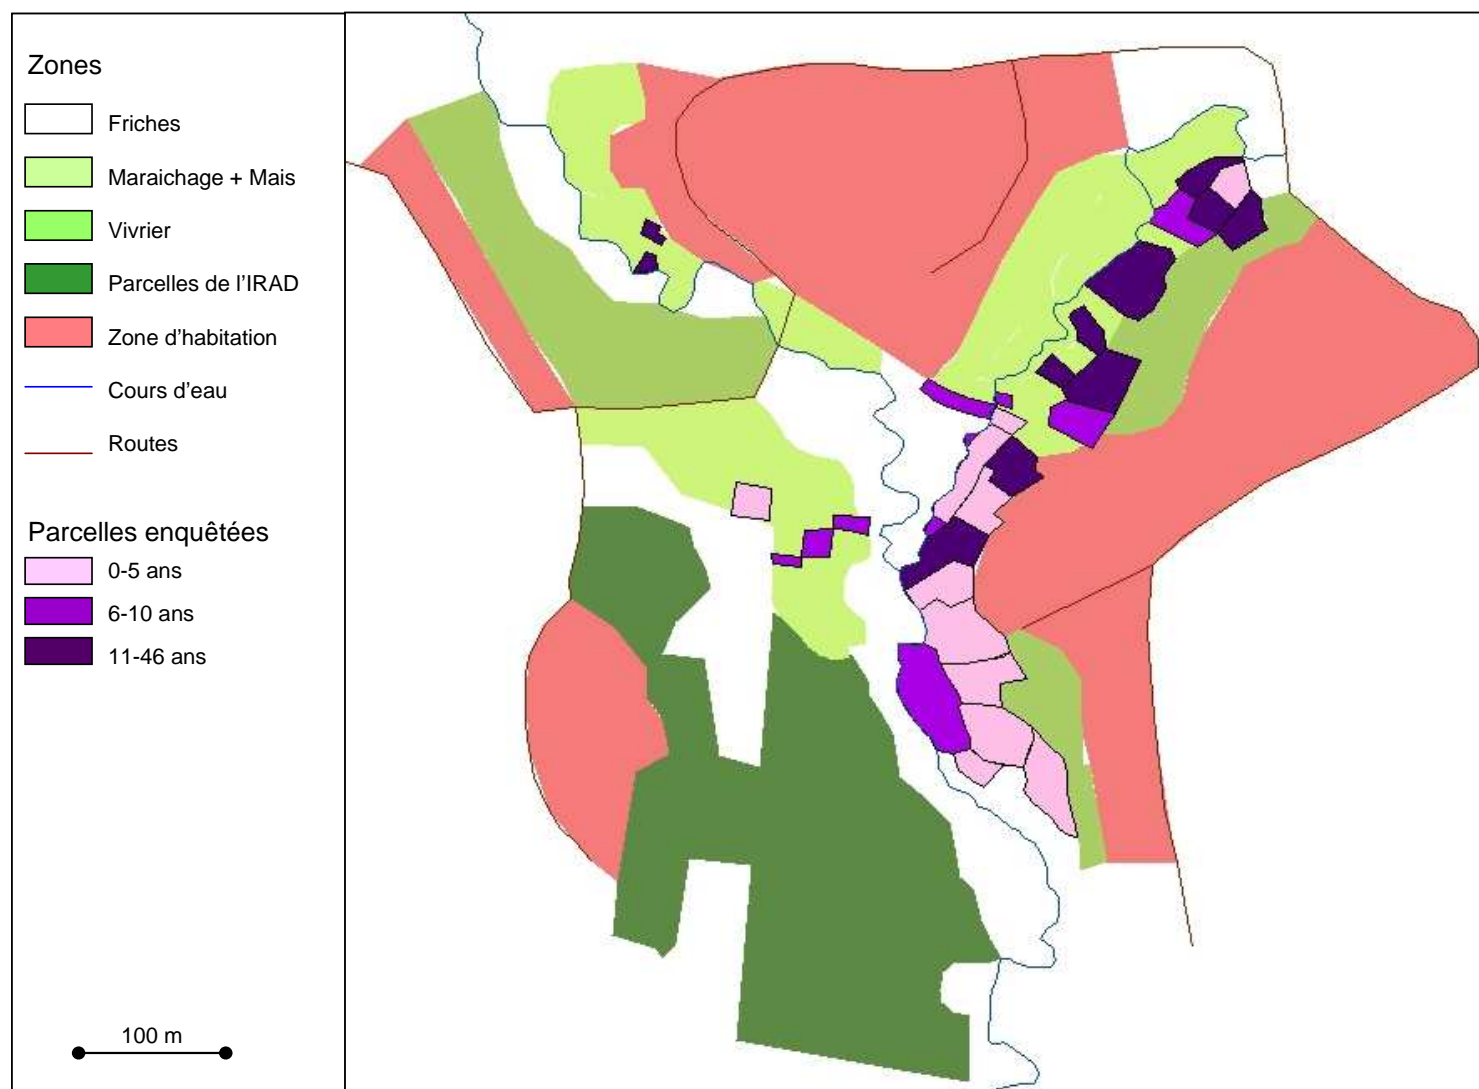 Zones
Friches
Maraichage + Mais
Vivrier
Parcelles de l’IRAD
Zone d’habitation
Cours d’eau
Routes
Parcelles enquêtées
0-5 ans
6-10 ans
11-46 ans
100 m